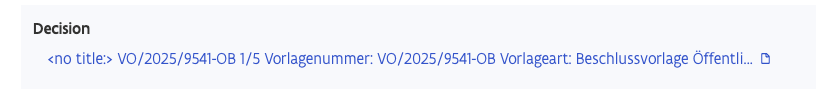 Decision
<no title:> VO/2025/9541-OB 1/5 Vorlagenummer: VO/2025/9541-OB Vorlageart: Beschlussvorlage Öffentli...